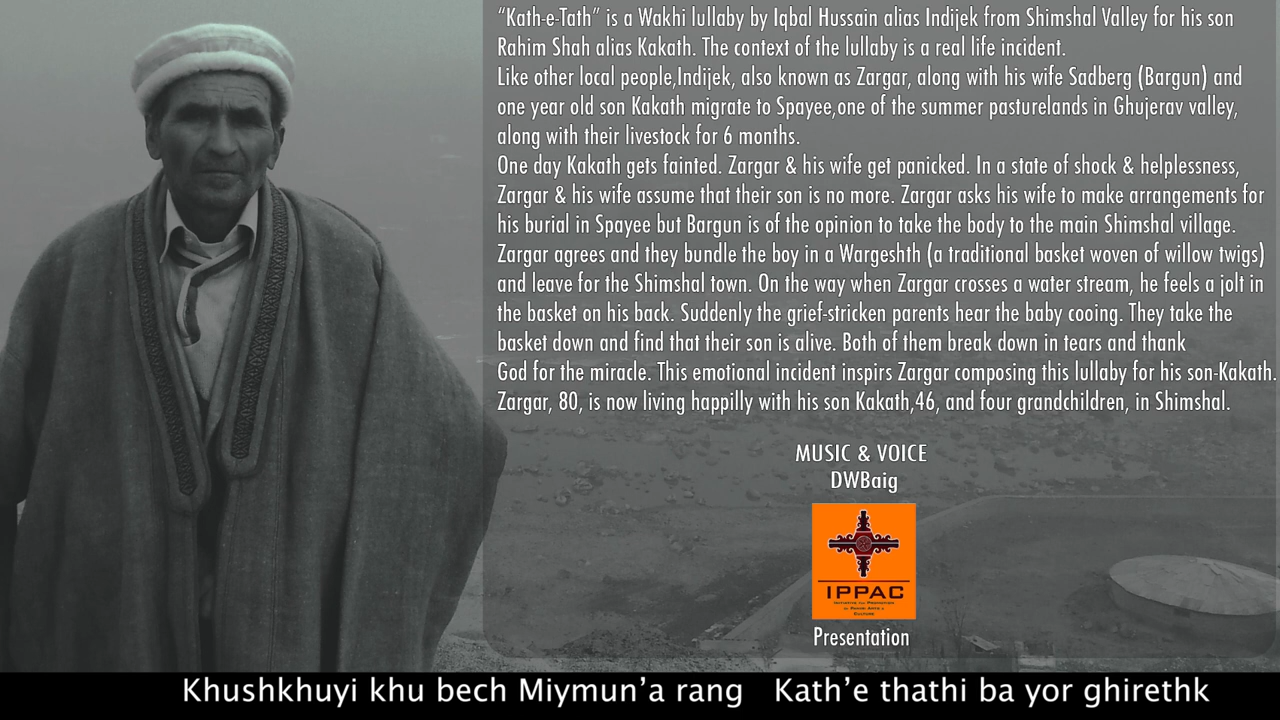 “Kath-e-Tath” is a Wakhi lullaby by Iqbal Hussain alias Indijek from Shimshal Valley for his son
Rahim Shah alias Kakath. The context of the lullaby is a real life incident.
Like other local people,Indijek, also known as Zargar, along with his wife Sadberg (Bargun) and
one year old son Kakath migrate to Spayee,one of the summer pasturelands in Ghujerav valley,
along with their livestock for 6 months.
One day Kakath gets fainted. Zargar & his wife get panicked. In a state of shock & helplessness,
Zargar & his wife assume that their son is no more. Zargar asks his wife to make arrangements for
his burial in Spayee but Bargun is of the opinion to take the body to the main Shimshal village.
Zargar agrees and they bundle the boy in a Wargeshth (a traditional basket woven of willow twigs)
and leave for the Shimshal town. On the way when Zargar crosses a water stream, he feels a jolt in
the basket on his back. Suddenly the grief-stricken parents hear the baby cooing. They take the
basket down and find that their son is alive. Both of them break down in tears and thank
God for the miracle. This emotional incident inspirs Zargar composing this lullaby for his son-Kakath.
Zargar, 80, is now living happilly with his son Kakath,46, and four grandchildren, in Shimshal.
MUSIC & VOICE
DWBaig
IPPAC
Initiative for Promotion
of Pamiri Arts &
Culture
Presentation
Khushkhuyi khu bech Miymun’a rang Kath’e thathi ba yor ghirethk